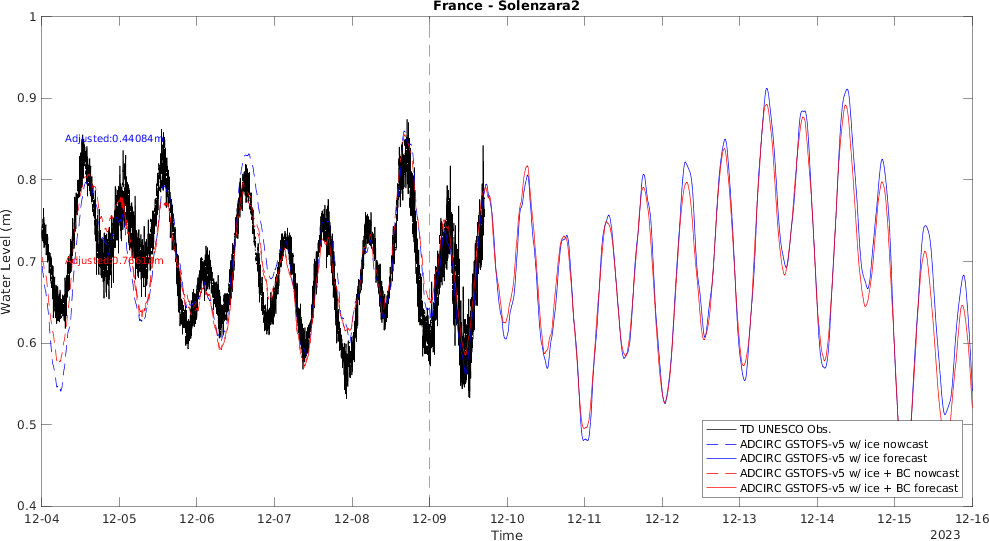 France - Solenzara2
Water Level (m)
1
0.9
0.8
0.7
0.6
0.5
0.4
Adjusted:0.44084m
12-04
12-05
12-06
12-07
12-08
12-09
12-10
12-11
12-12
12-13
12-14
12-15
12-16
Time
2023
TD UNESCO Obs.
ADCIRC GSTOFS-v5 w/ ice nowcast
ADCIRC GSTOFS-v5 w/ ice forecast
ADCIRC GSTOFS-v5 w/ ice + BC nowcast
ADCIRC GSTOFS-v5 w/ ice + BC forecast